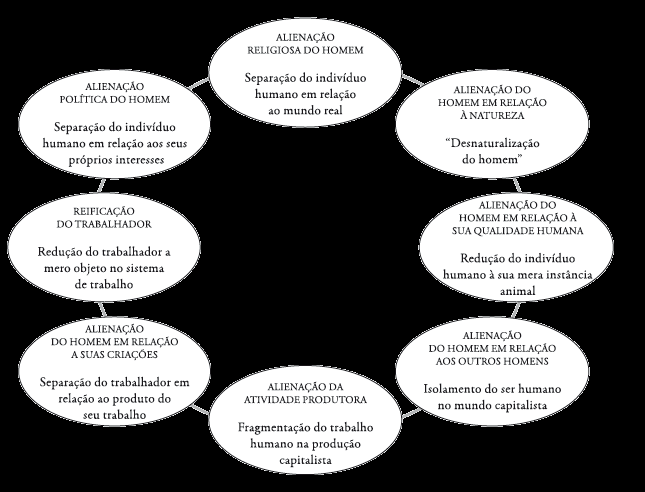 ALIENAÇÃO
RELIGIOSA DO HOMEM
Separação do indivíduo
humano em relação
ao mundo real
ALIENAÇÃO DO
HOMEM EM RELAÇÃO
À NATUREZA
“Desnaturalização
do homem”
ALIENAÇÃO DO
HOMEM EM RELAÇÃO À
SUA QUALIDADE HUMANA
Redução do indivíduo
humano à sua mera instância
animal
ALIENAÇÃO
DO HOMEM EM RELAÇÃO
AOS OUTROS HOMENS
Isolamento do ser humano
no mundo capitalista
ALIENAÇÃO DA
ATIVIDADE PRODUTORA
Fragmentação do trabalho
humano na produção
capitalista
ALIENAÇÃO
DO HOMEM EM RELAÇÃO
A SUAS CRIAÇÕES
Separação do trabalhador em
relação ao produto do
seu trabalho
REIFICAÇÃO
DO TRABALHADOR
Redução do trabalhador a
mero objeto no sistema
de trabalho
ALIENAÇÃO
POLÍTICA DO HOMEM
Separação do indivíduo
humano em relação aos seus
próprios interesses